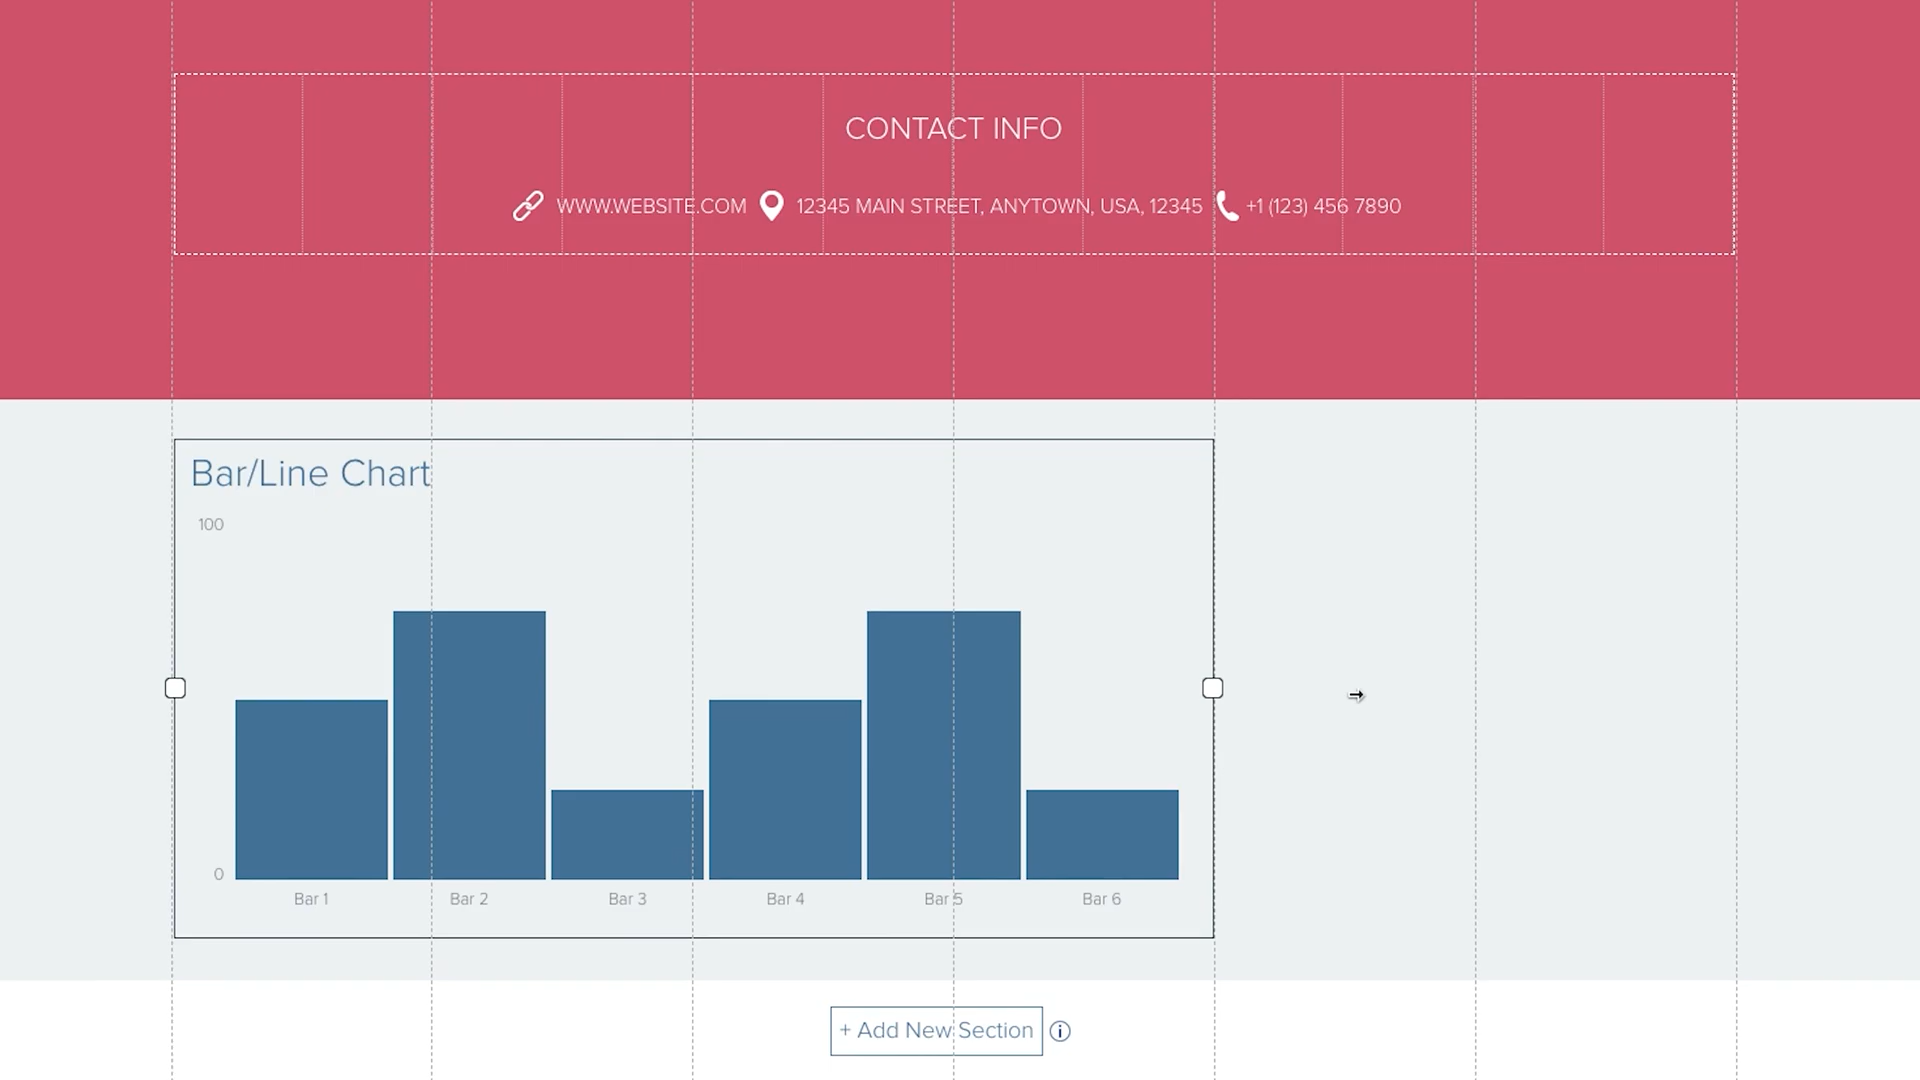 CONTACT INFO
WWW.WEBSITE.COM 12345 MAIN STREET, ANYTOWN, USA, 12345 +1 (123) 456 7890
Bar/Line Chart
100
0
Bar 1 Bar 2 Bar 3 Bar 4 Bar 5 Bar 6
+ Add New Section